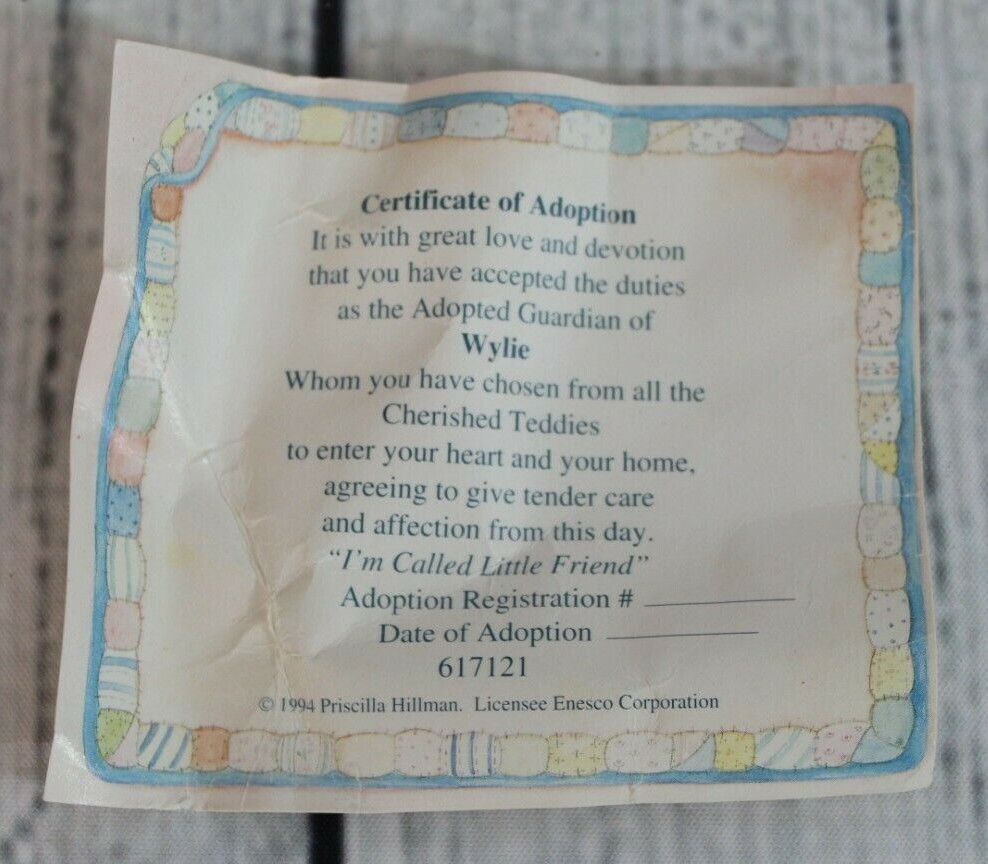 Certificate of Adoption
It is with great love and devotion
that you have accepted the duties
as the Adopted Guardian of
Wylie
Whom you have chosen from all the
Cherished Teddies
to enter your heart and your home,
agreeing to give tender care
and affection from this day.
“I’m Called Little Friend”
Adoption Registration # ____________
Date of Adoption ____________
617121
© 1994 Priscilla Hillman. Licensee Enesco Corporation